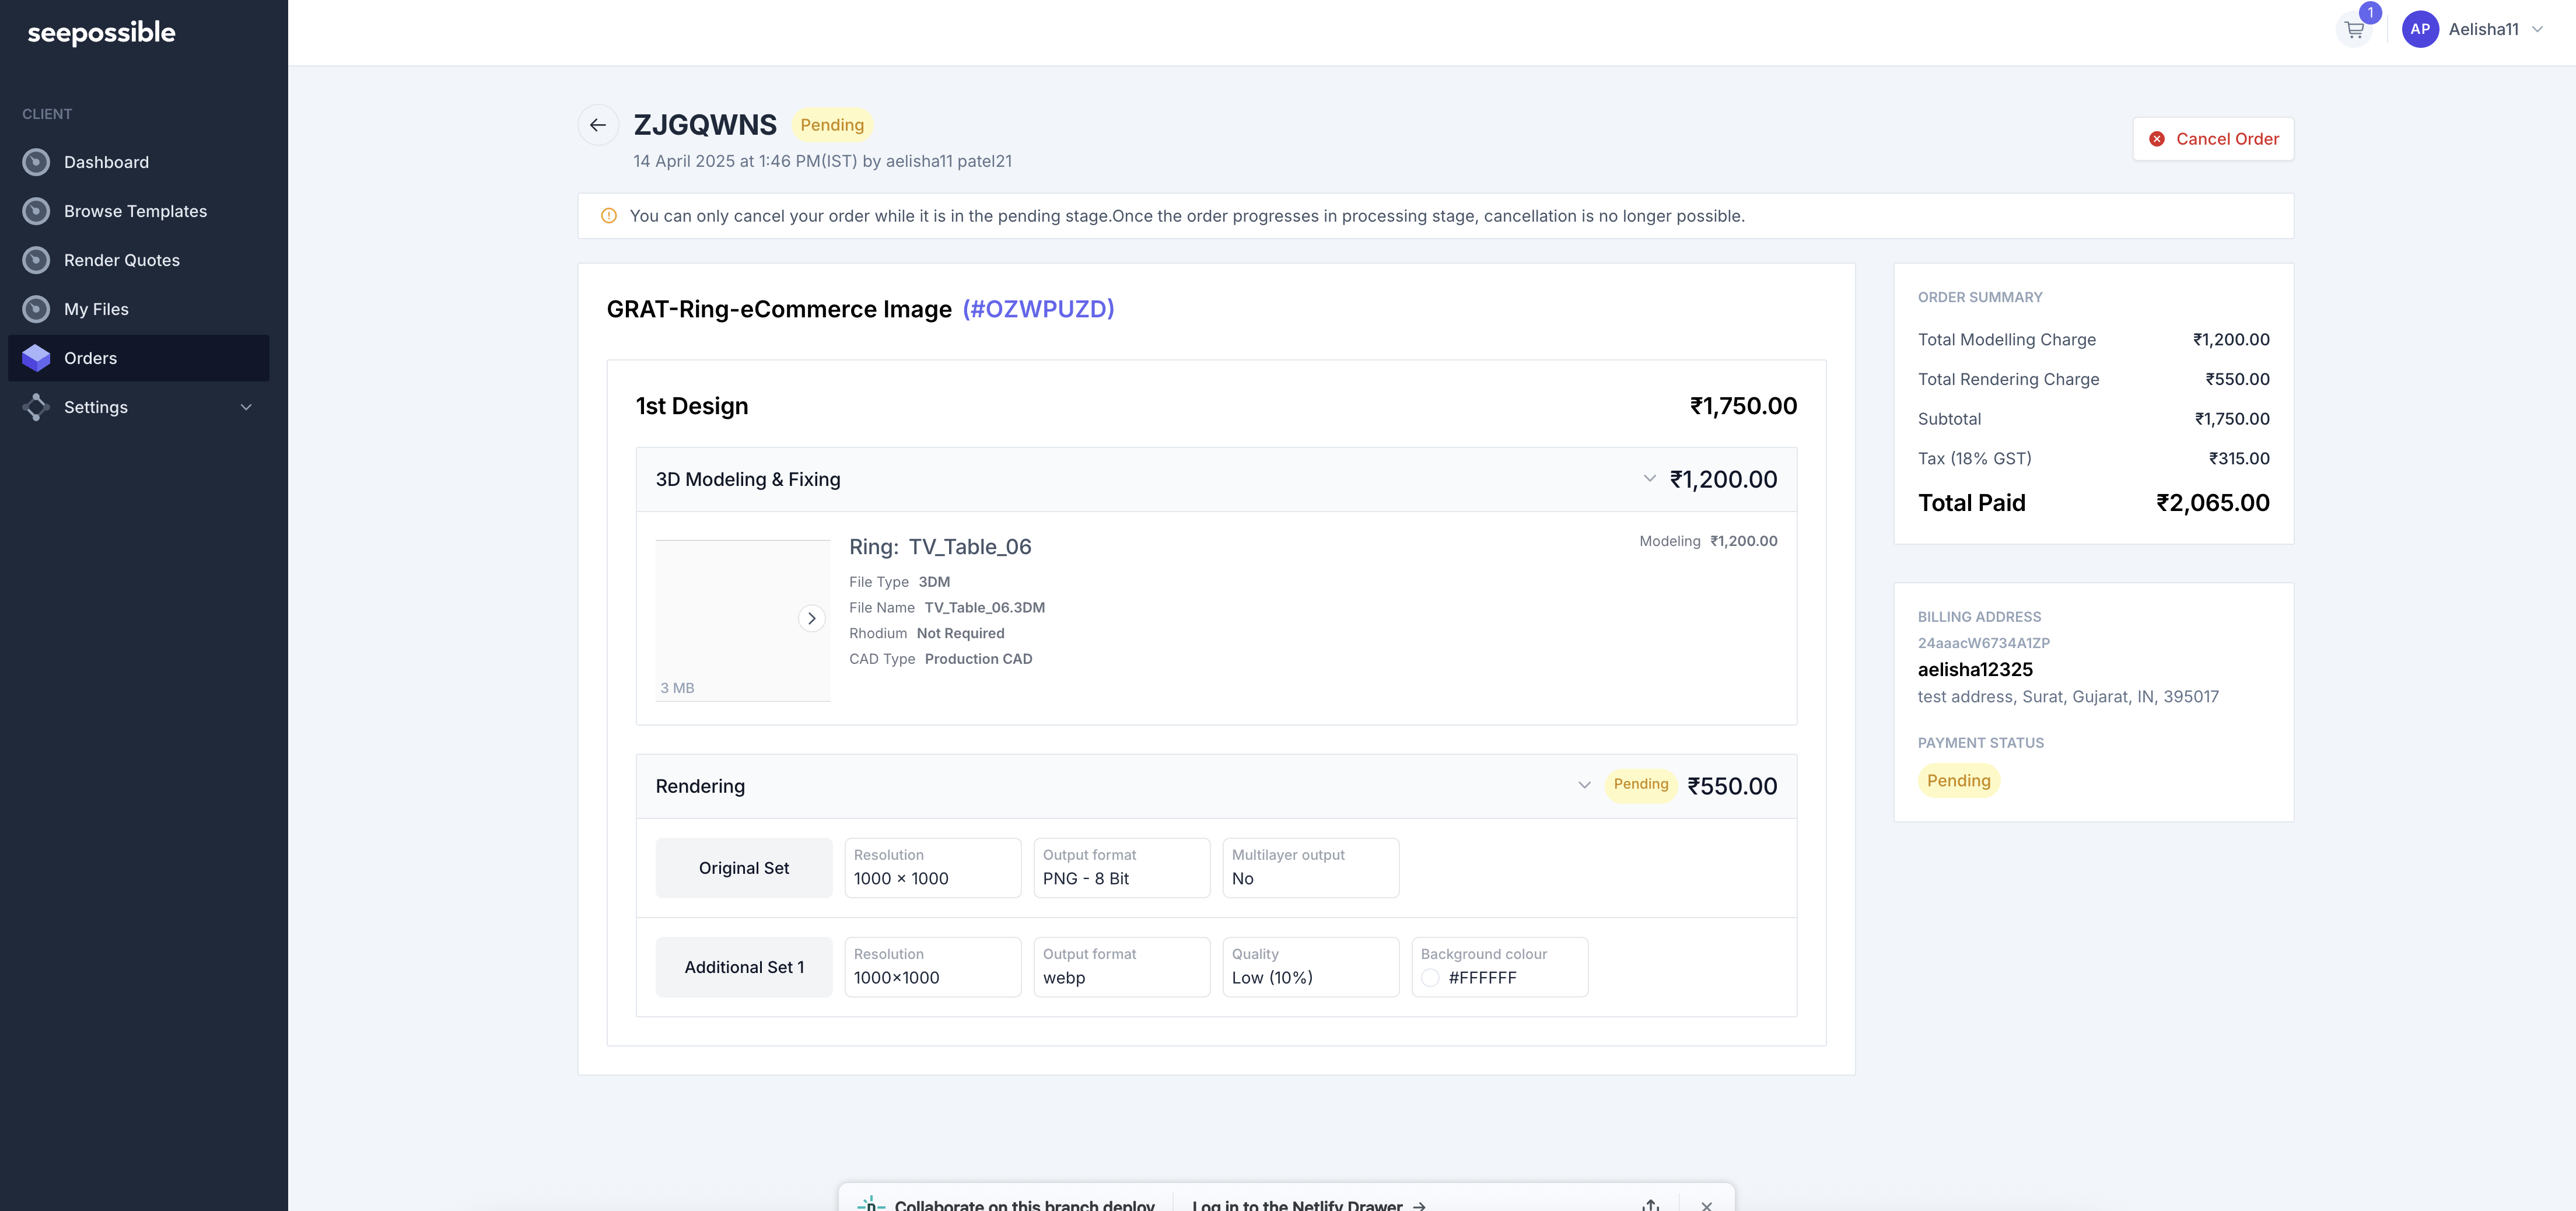 seepossible
1
AP
Aelisha11
CLIENT
Dashboard
Browse Templates
Render Quotes
My Files
Orders
Settings
ZJGQWNS
Pending
14 April 2025 at 1:46 PM(IST) by aelisha11 patel21
Cancel Order
You can only cancel your order while it is in the pending stage.Once the order progresses in processing stage, cancellation is no longer possible.
GRAT-Ring-eCommerce Image (#OZWPUZD)
1st Design ₹1,750.00
3D Modeling & Fixing ₹1,200.00
3 MB
Ring: TV_Table_06
Modeling ₹1,200.00
File Type 3DM
File Name TV_Table_06.3DM
Rhodium Not Required
CAD Type Production CAD
Rendering Pending ₹550.00
Original Set
Resolution
1000 × 1000
Output format
PNG - 8 Bit
Multilayer output
No
Additional Set 1
Resolution
1000×1000
Output format
webp
Quality
Low (10%)
Background colour
#FFFFFF
ORDER SUMMARY
Total Modelling Charge ₹1,200.00
Total Rendering Charge ₹550.00
Subtotal ₹1,750.00
Tax (18% GST) ₹315.00
Total Paid ₹2,065.00
BILLING ADDRESS
24aaacW6734A1ZP
aelisha12325
test address, Surat, Gujarat, IN, 395017
PAYMENT STATUS
Pending
Collaborate on this branch deploy
Log in to the Netlify Drawer →